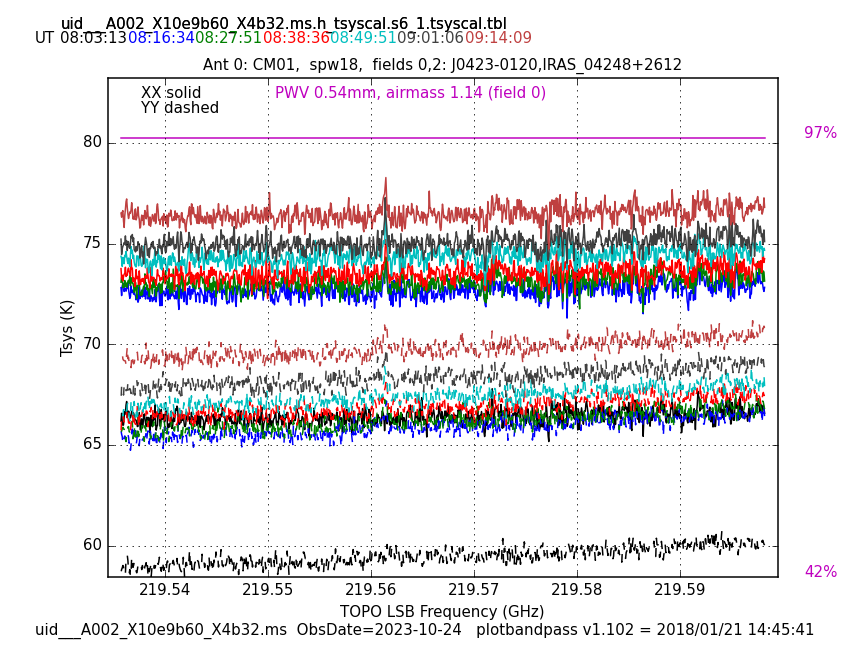 uid___A002_X10e9b60_X4b32.ms.h_tsyscal.s6_1.tsyscal.tbl
UT 08:03:13 08:16:34 08:27:51 08:38:36 08:49:51 09:01:06 09:14:09
Ant 0: CM01,  spw18,  fields 0,2: J0423-0120,IRAS_04248+2612
XX solid
YY dashed
PWV 0.54mm, airmass 1.14 (field 0)
97%
42%
80
75
70
65
60
Tsys (K)
219.54 219.55 219.56 219.57 219.58 219.59
TOPO LSB Frequency (GHz)
uid___A002_X10e9b60_X4b32.ms  ObsDate=2023-10-24   plotbandpass v1.102 = 2018/01/21 14:45:41